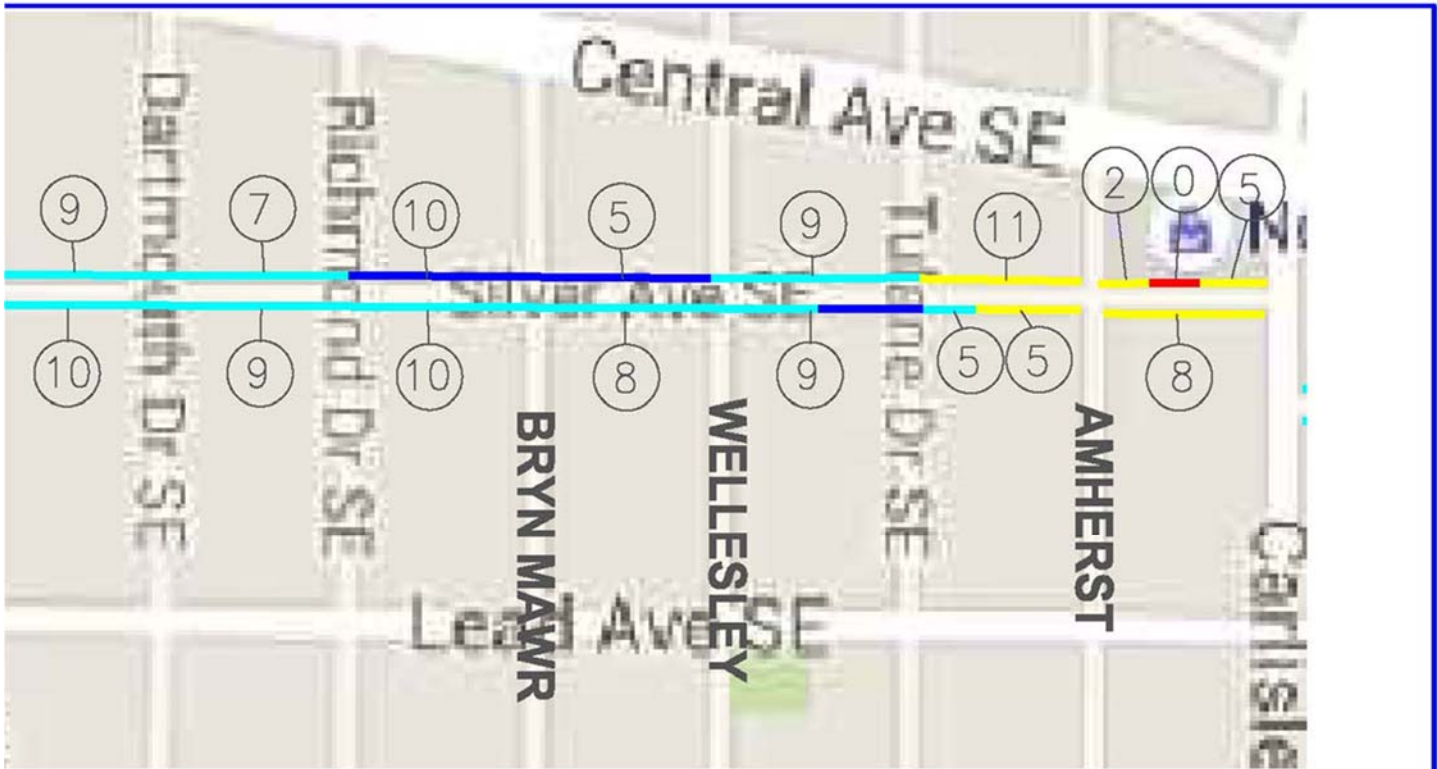 Central Ave SE
Dartmouth Dr SE
Richmond Dr SE
9
7
10
5
9
11
2
0
5
Silver Ave SE
10
9
10
8
9
5
5
8
Tulane Dr SE
BRYN MAWR
WELLESLEY
AMHERST
Carlisle
Lead Ave SE